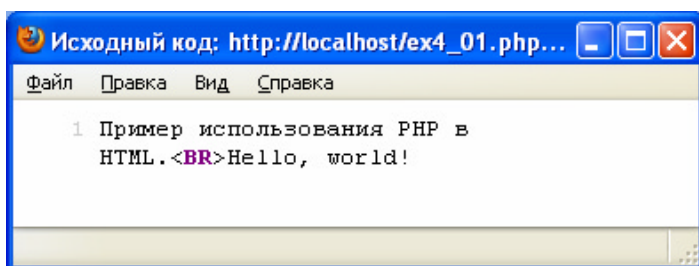 Исходный код: http://localhost/ex4_01.php...
Файл Правка Вид Справка
1 Пример использования PHP в
HTML.<BR>Hello, world!